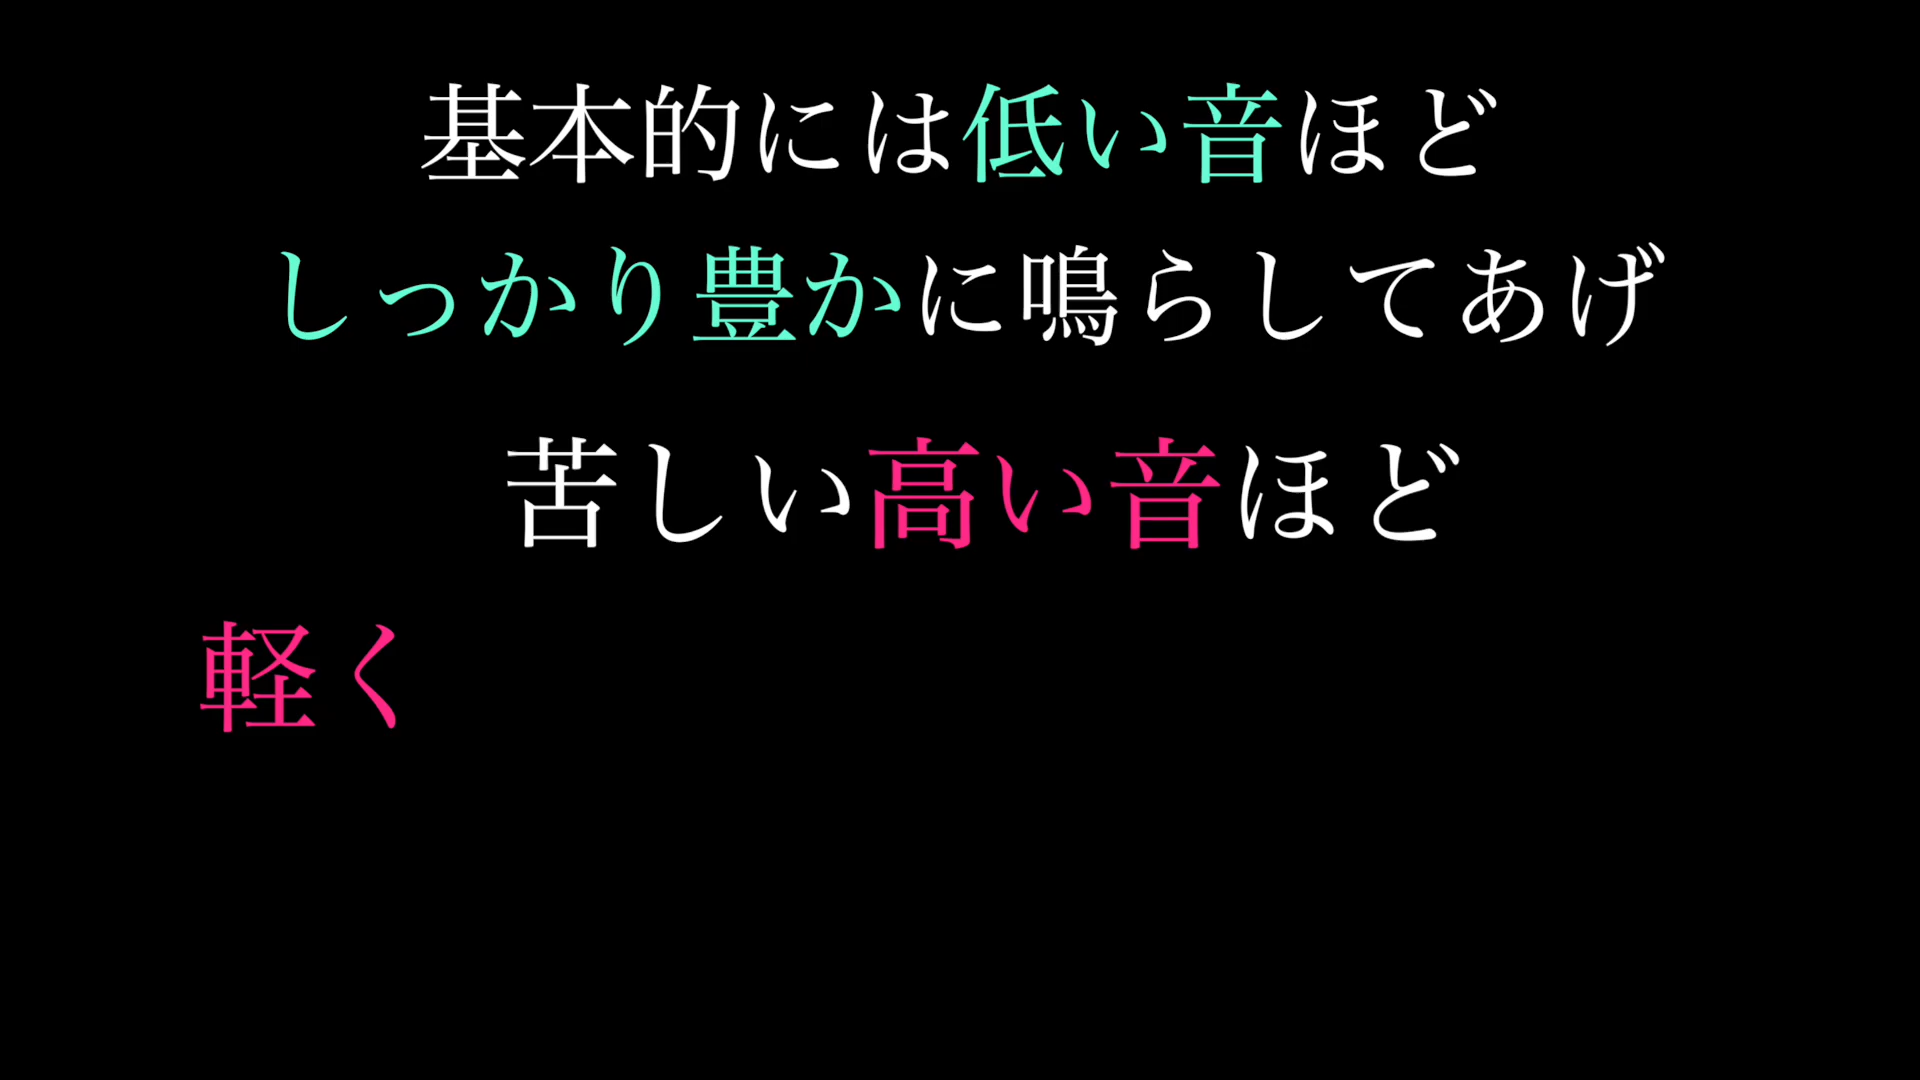 基本的には低い音ほど
しっかり豊かに鳴らしてあげ
苦しい高い音ほど
軽く